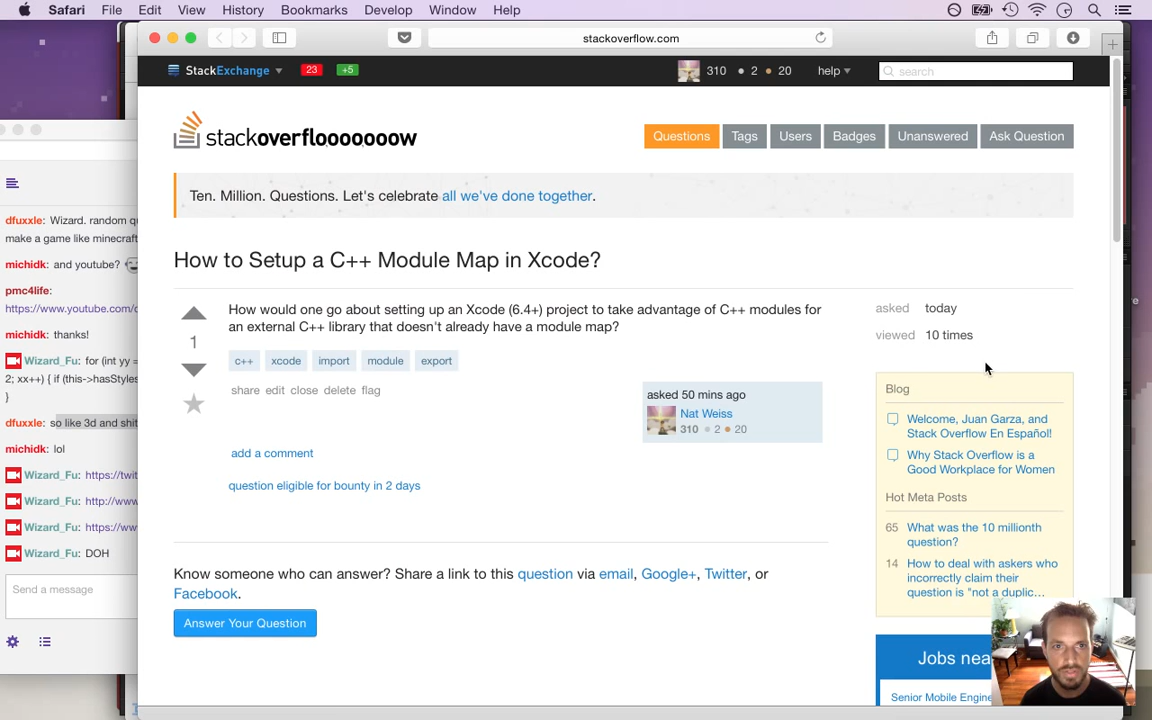 Safari File Edit View History Bookmarks Develop Window Help
stackoverflow.com
StackExchange 23 +5 310 2 20 help search
stackoverflooooooow
Questions Tags Users Badges Unanswered Ask Question
Ten. Million. Questions. Let's celebrate all we've done together.
How to Setup a C++ Module Map in Xcode?
How would one go about setting up an Xcode (6.4+) project to take advantage of C++ modules for
an external C++ library that doesn't already have a module map?
1
c++ xcode import module export
share edit close delete flag
asked 50 mins ago
Nat Weiss
310 2 20
add a comment
question eligible for bounty in 2 days
Know someone who can answer? Share a link to this question via email, Google+, Twitter, or
Facebook.
Answer Your Question
asked today
viewed 10 times
Blog
Welcome, Juan Garza, and
Stack Overflow En Español!
Why Stack Overflow is a
Good Workplace for Women
Hot Meta Posts
65 What was the 10 millionth
question?
14 How to deal with askers who
incorrectly claim their
question is "not a duplic...
Jobs nea
Senior Mobile Engine
dfuxxle: Wizard. random q
make a game like minecraft
michidk: and youtube?
pmc4life:
https://www.youtube.com/
michidk: thanks!
Wizard_Fu: for (int yy =
2; xx++) { if (this->hasStyles
}
dfuxxle: so like 3d and shit
michidk: lol
Wizard_Fu: https://twit
Wizard_Fu: http://www
Wizard_Fu: https://ww
Wizard_Fu: DOH
Send a message